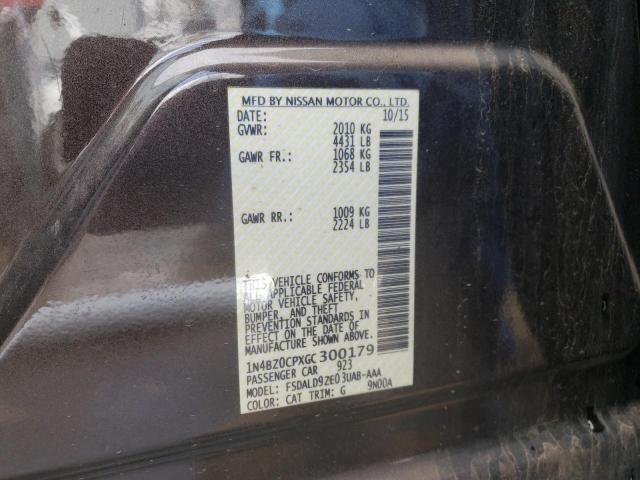 MFD BY NISSAN MOTOR CO., LTD.
DATE: 10/15
GVWR: 2010 KG
4431 LB
GAWR FR.: 1068 KG
2354 LB
GAWR RR.: 1009 KG
2224 LB
THIS VEHICLE CONFORMS TO
ALL APPLICABLE FEDERAL
MOTOR VEHICLE SAFETY,
BUMPER, AND THEFT
PREVENTION STANDARDS IN
EFFECT ON THE DATE OF
MANUFACTURE SHOWN ABOVE.
1N4BZ0CPXGC300179
PASSENGER CAR 923
MODEL: FSDALD9ZE03UAB-AAA
COLOR: CAT TRIM: G 9N00A